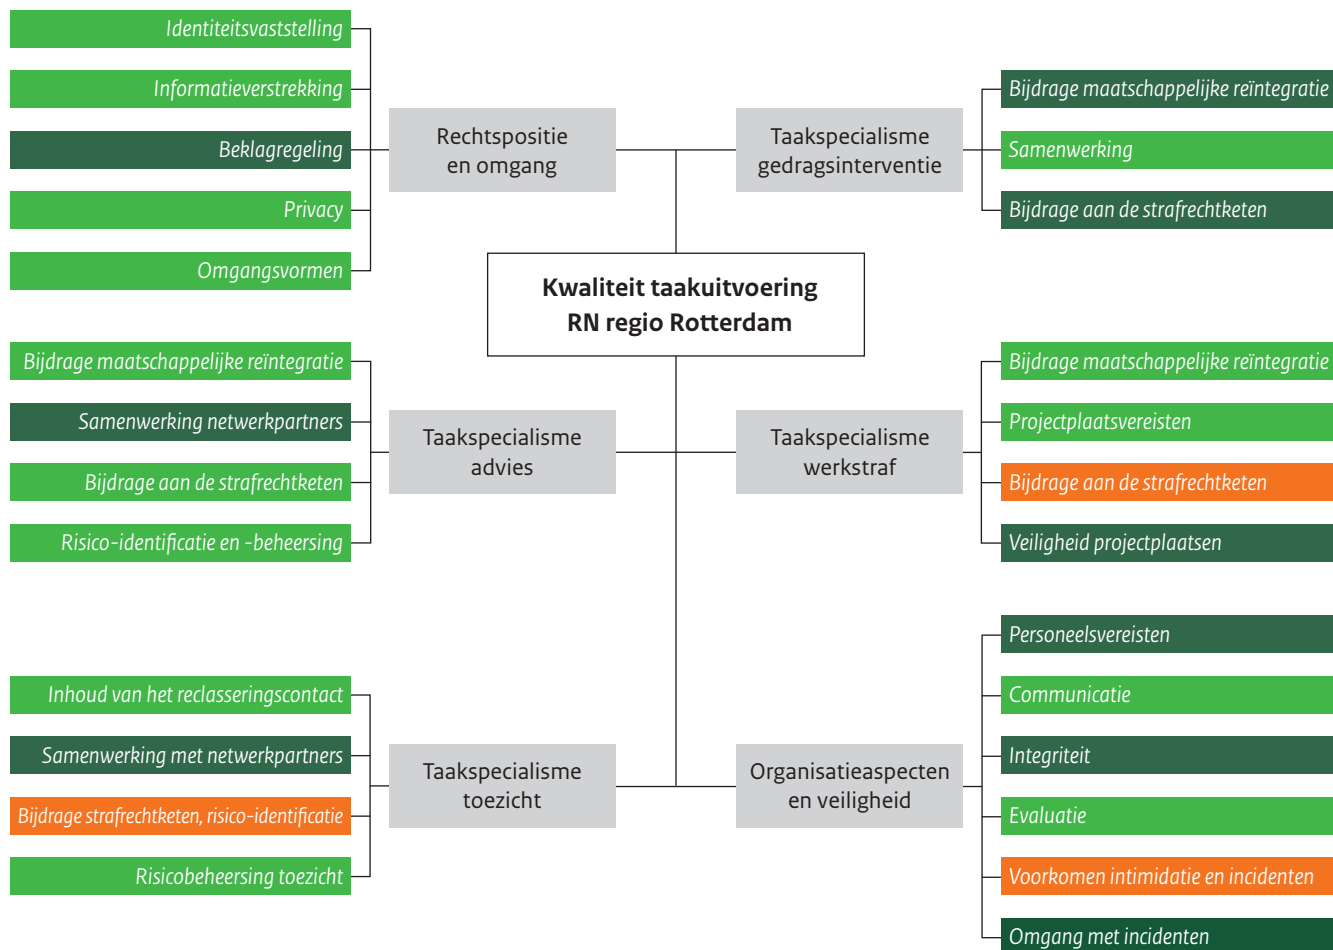 Identiteitsvaststelling
Informatieverstrekking
Beklagregeling
Privacy
Omgangsvormen
Rechtspositie
en omgang
Taakspecialisme
gedragsinterventie
Bijdrage maatschappelijke reïntegratie
Samenwerking
Bijdrage aan de strafrechtketen
Kwaliteit taakuitvoering
RN regio Rotterdam
Bijdrage maatschappelijke reïntegratie
Samenwerking netwerkpartners
Bijdrage aan de strafrechtketen
Risico-identificatie en -beheersing
Taakspecialisme
advies
Taakspecialisme
werkstraf
Bijdrage maatschappelijke reïntegratie
Projectplaatsvereisten
Bijdrage aan de strafrechtketen
Veiligheid projectplaatsen
Inhoud van het reclasseringscontact
Samenwerking met netwerkpartners
Bijdrage strafrechtketen, risico-identificatie
Risicobeheersing toezicht
Taakspecialisme
toezicht
Organisatieaspecten
en veiligheid
Personeelsvereisten
Communicatie
Integriteit
Evaluatie
Voorkomen intimidatie en incidenten
Omgang met incidenten